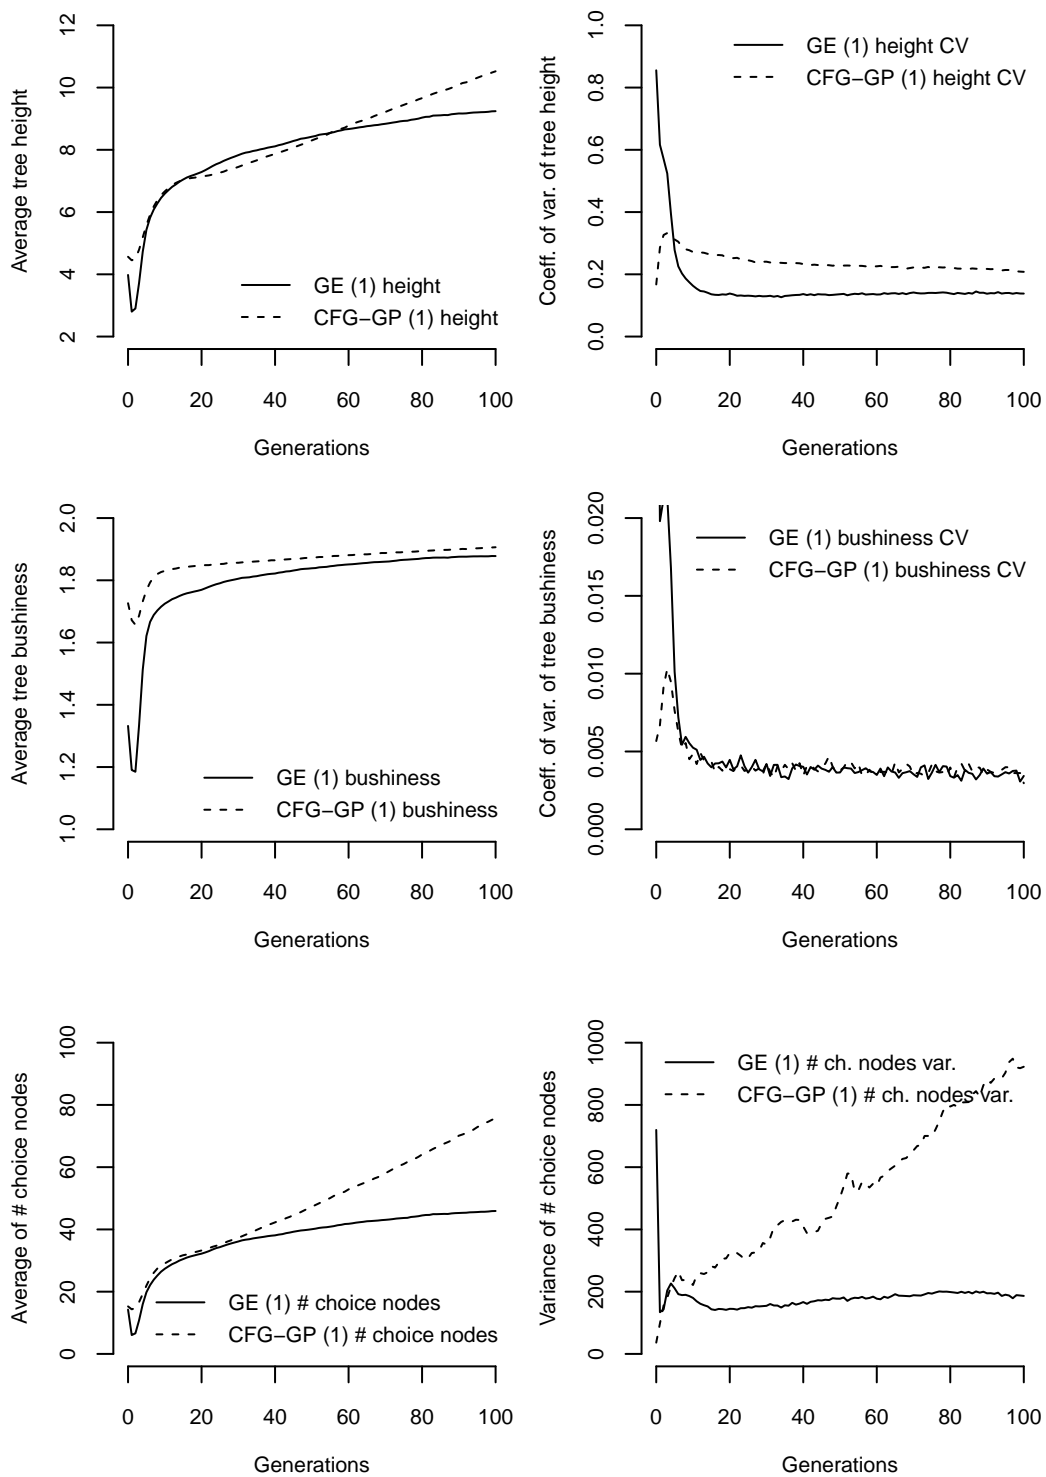 Average tree height
12
10
8
6
4
2
GE (1) height
CFG−GP (1) height
0 20 40 60 80 100
Generations
Coeff. of var. of tree height
1.0
0.8
0.6
0.4
0.2
0.0
GE (1) height CV
CFG−GP (1) height CV
0 20 40 60 80 100
Generations
Average tree bushiness
2.0
1.8
1.6
1.4
1.2
1.0
GE (1) bushiness
CFG−GP (1) bushiness
0 20 40 60 80 100
Generations
Coeff. of var. of tree bushiness
0.020
0.015
0.010
0.005
0.000
GE (1) bushiness CV
CFG−GP (1) bushiness CV
0 20 40 60 80 100
Generations
Average of # choice nodes
100
80
60
40
20
0
GE (1) # choice nodes
CFG−GP (1) # choice nodes
0 20 40 60 80 100
Generations
Variance of # choice nodes
1000
800
600
400
200
0
GE (1) # ch. nodes var.
CFG−GP (1) # ch. nodes var.
0 20 40 60 80 100
Generations